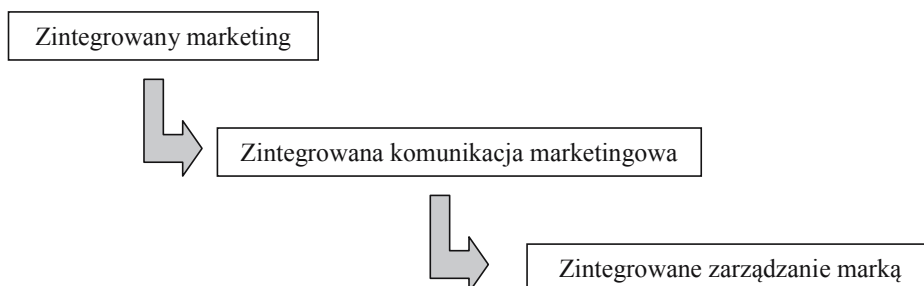 Zintegrowany marketing
Zintegrowana komunikacja marketingowa
Zintegrowane zarządzanie marką